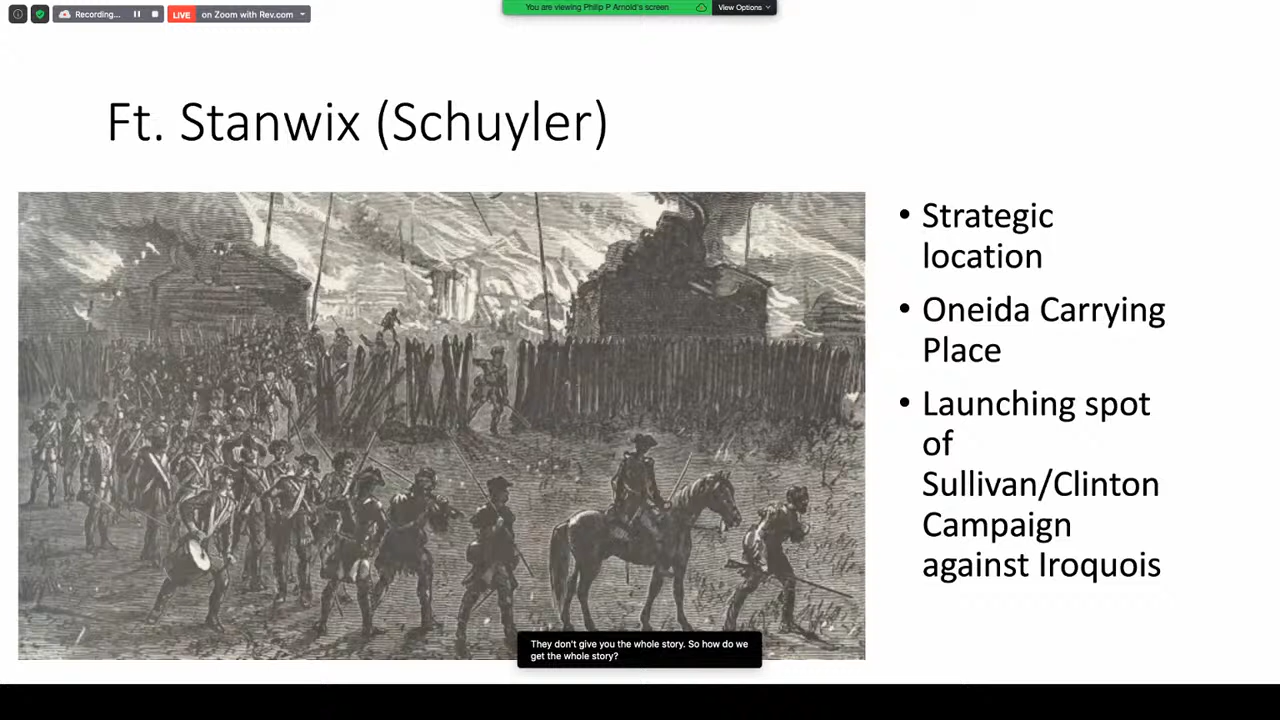 Recording...
LIVE on Zoom with Rev.com
You are viewing Philip P Arnold's screen
View Options
Ft. Stanwix (Schuyler)
• Strategic
location
• Oneida Carrying
Place
• Launching spot
of
Sullivan/Clinton
Campaign
against Iroquois
They don't give you the whole story. So how do we
get the whole story?